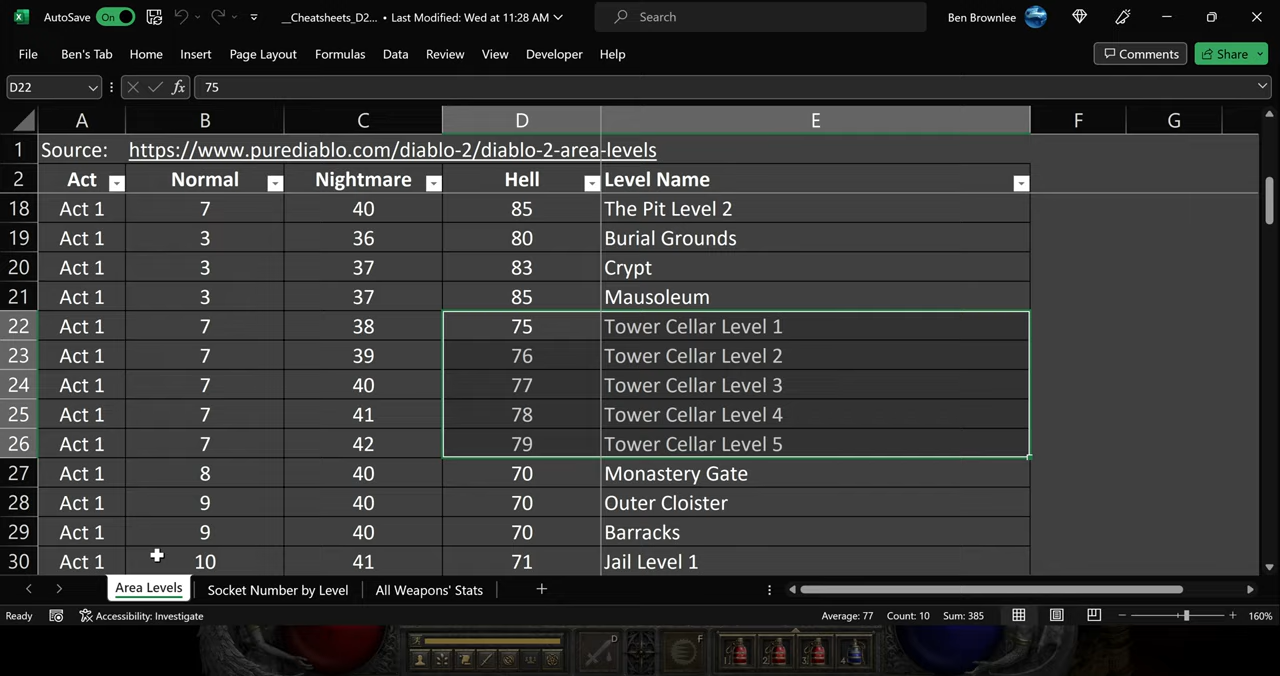 AutoSave On __Cheatsheets_D2... • Last Modified: Wed at 11:28 AM Search Ben Brownlee
File Ben's Tab Home Insert Page Layout Formulas Data Review View Developer Help Comments Share
D22 fx 75
A B C D E F G
1 Source: https://www.purediablo.com/diablo-2/diablo-2-area-levels
2 Act Normal Nightmare Hell Level Name
18 Act 1 7 40 85 The Pit Level 2
19 Act 1 3 36 80 Burial Grounds
20 Act 1 3 37 83 Crypt
21 Act 1 3 37 85 Mausoleum
22 Act 1 7 38 75 Tower Cellar Level 1
23 Act 1 7 39 76 Tower Cellar Level 2
24 Act 1 7 40 77 Tower Cellar Level 3
25 Act 1 7 41 78 Tower Cellar Level 4
26 Act 1 7 42 79 Tower Cellar Level 5
27 Act 1 8 40 70 Monastery Gate
28 Act 1 9 40 70 Outer Cloister
29 Act 1 9 40 70 Barracks
30 Act 1 10 41 71 Jail Level 1
Area Levels Socket Number by Level All Weapons' Stats
Ready Accessibility: Investigate Average: 77 Count: 10 Sum: 385 160%
D F 1 2 3 4